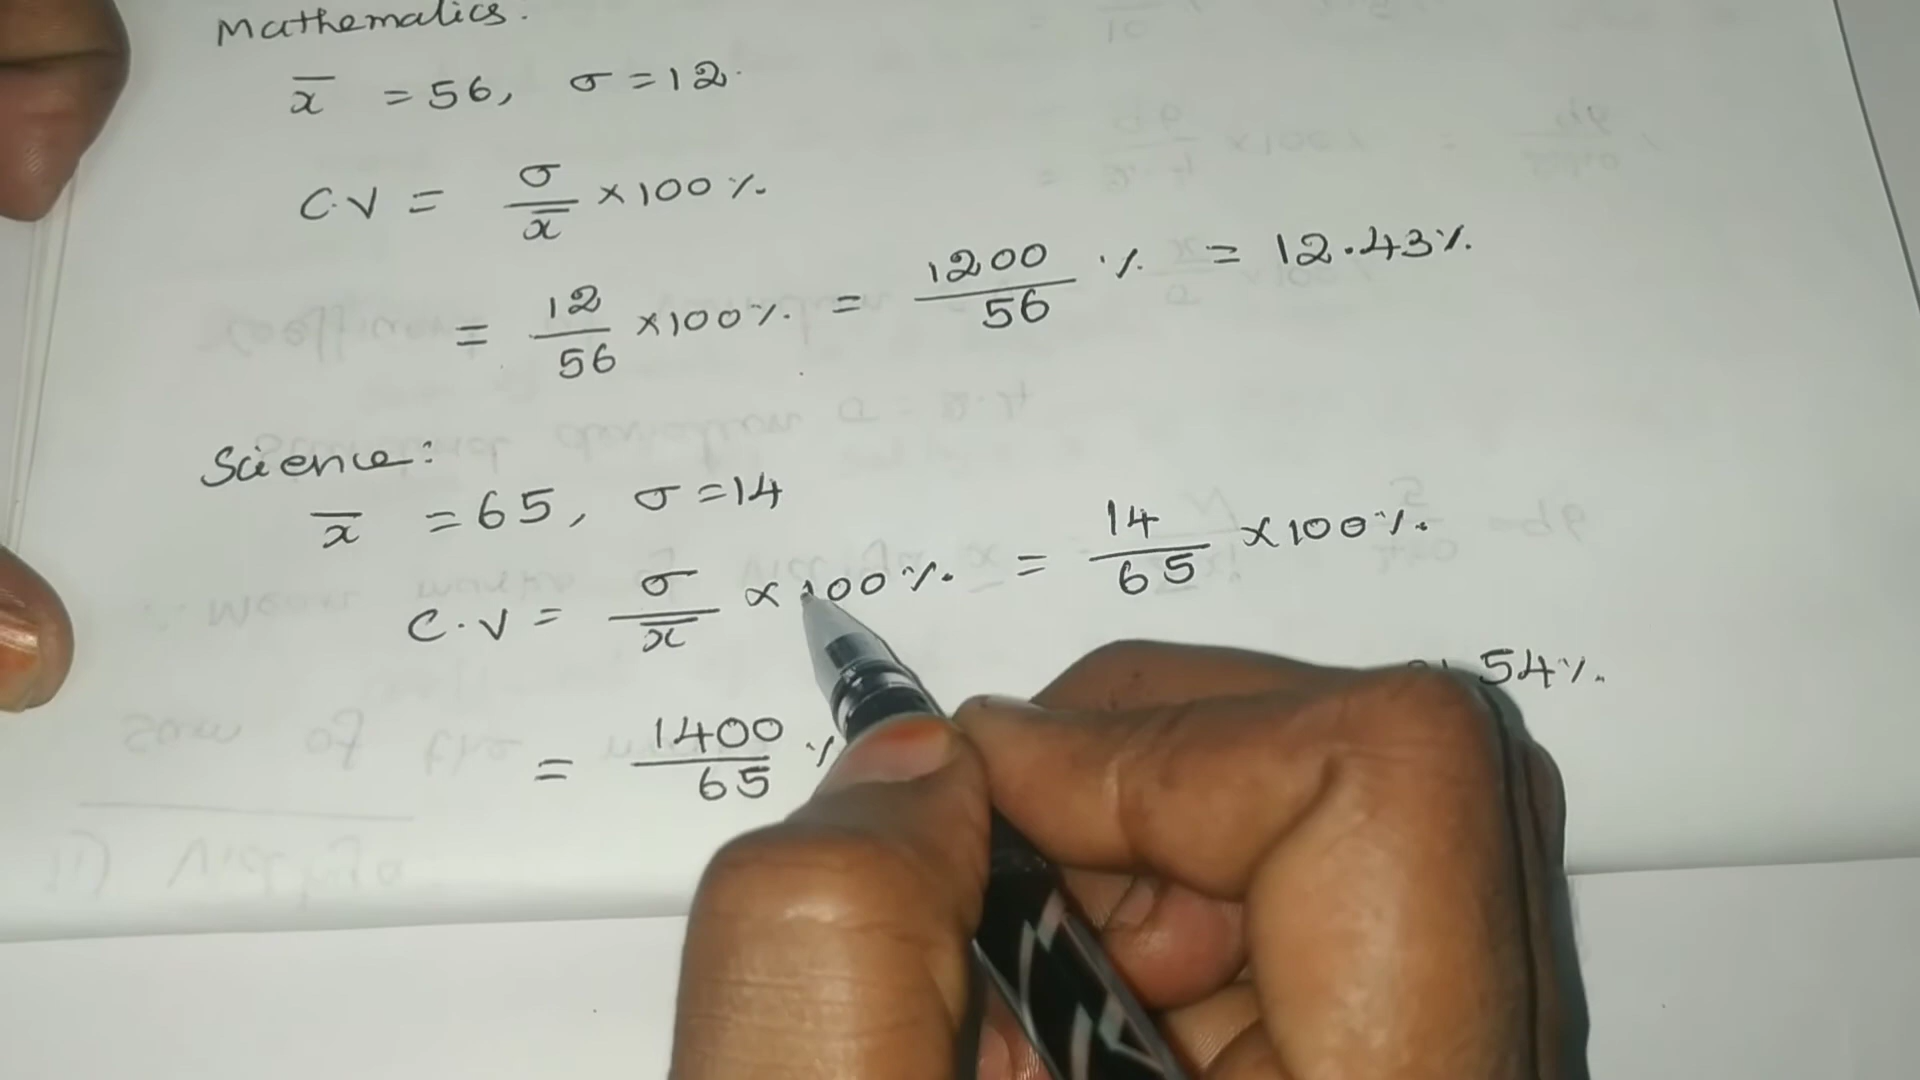 Mathematics.
x̄ = 56, σ = 12.
C.V = σ/x̄ × 100 %
= 12/56 × 100 % = 1200/56 % = 12.43 %
Science:
x̄ = 65, σ = 14
C.V = σ/x̄ × 100 % = 14/65 × 100 %
= 1400/65 % 54 %